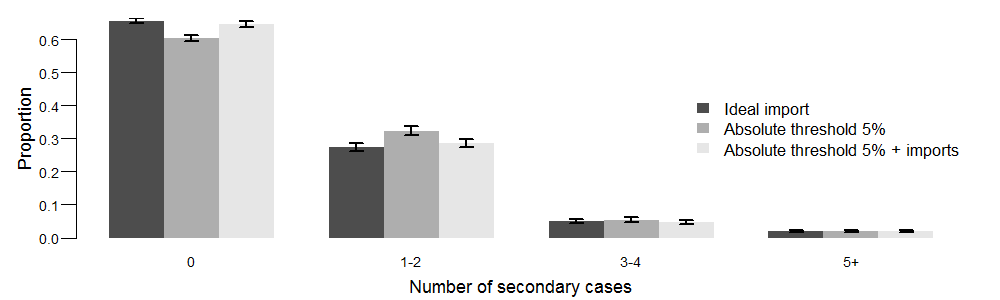 Proportion
0.6
0.5
0.4
0.3
0.2
0.1
0.0
Ideal import
Absolute threshold 5%
Absolute threshold 5% + imports
0
1-2
3-4
5+
Number of secondary cases